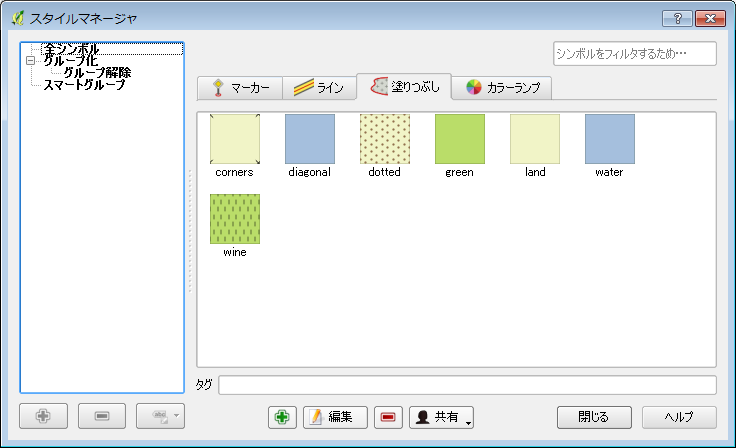 スタイルマネージャ
全シンボル
グループ化
グループ解除
スマートグループ
シンボルをフィルタするため…
マーカー ライン 塗りつぶし カラーランプ
corners diagonal dotted green land water
wine
タグ
編集 共有 閉じる ヘルプ